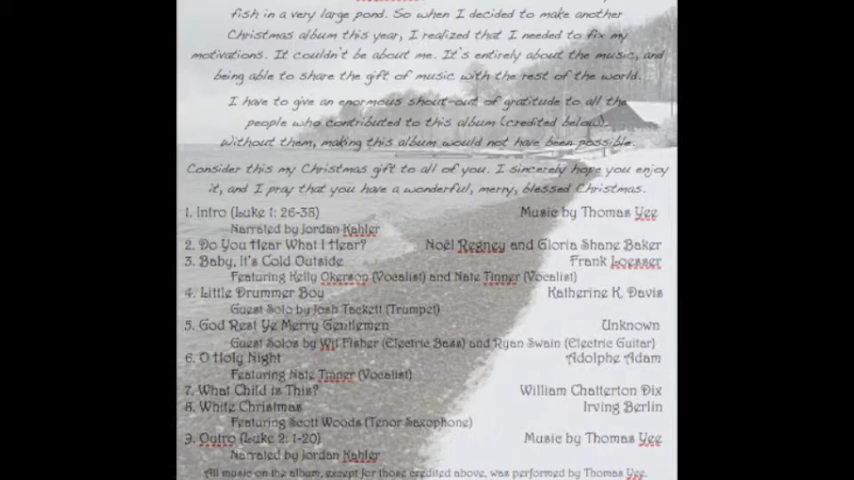 fish in a very large pond. So when I decided to make another
Christmas album this year, I realized that I needed to fix my
motivations. It couldn't be about me. It's entirely about the music, and
being able to share the gift of music with the rest of the world.
I have to give an enormous shout-out of gratitude to all the
people who contributed to this album (credited below).
Without them, making this album would not have been possible.
Consider this my Christmas gift to all of you. I sincerely hope you enjoy
it, and I pray that you have a wonderful, merry, blessed Christmas.
1. Intro (Luke 1: 26-38) Music by Thomas Yee
Narrated by Jordan Kahler
2. Do You Hear What I Hear? Noël Regney and Gloria Shane Baker
3. Baby, It's Cold Outside Frank Loesser
Featuring Kelly Okerson (Vocalist) and Nate Tinner (Vocalist)
4. Little Drummer Boy Katherine K. Davis
Guest Solo by Josh Tackett (Trumpet)
5. God Rest Ye Merry Gentlemen Unknown
Guest Solos by Wil Fisher (Electric Bass) and Ryan Swain (Electric Guitar)
6. O Holy Night Adolphe Adam
Featuring Nate Tinner (Vocalist)
7. What Child is This? William Chatterton Dix
8. White Christmas Irving Berlin
Featuring Scott Woods (Tenor Saxophone)
9. Outro (Luke 2: 1-20) Music by Thomas Yee
Narrated by Jordan Kahler
All music on the album, except for those credited above, was performed by Thomas Yee.